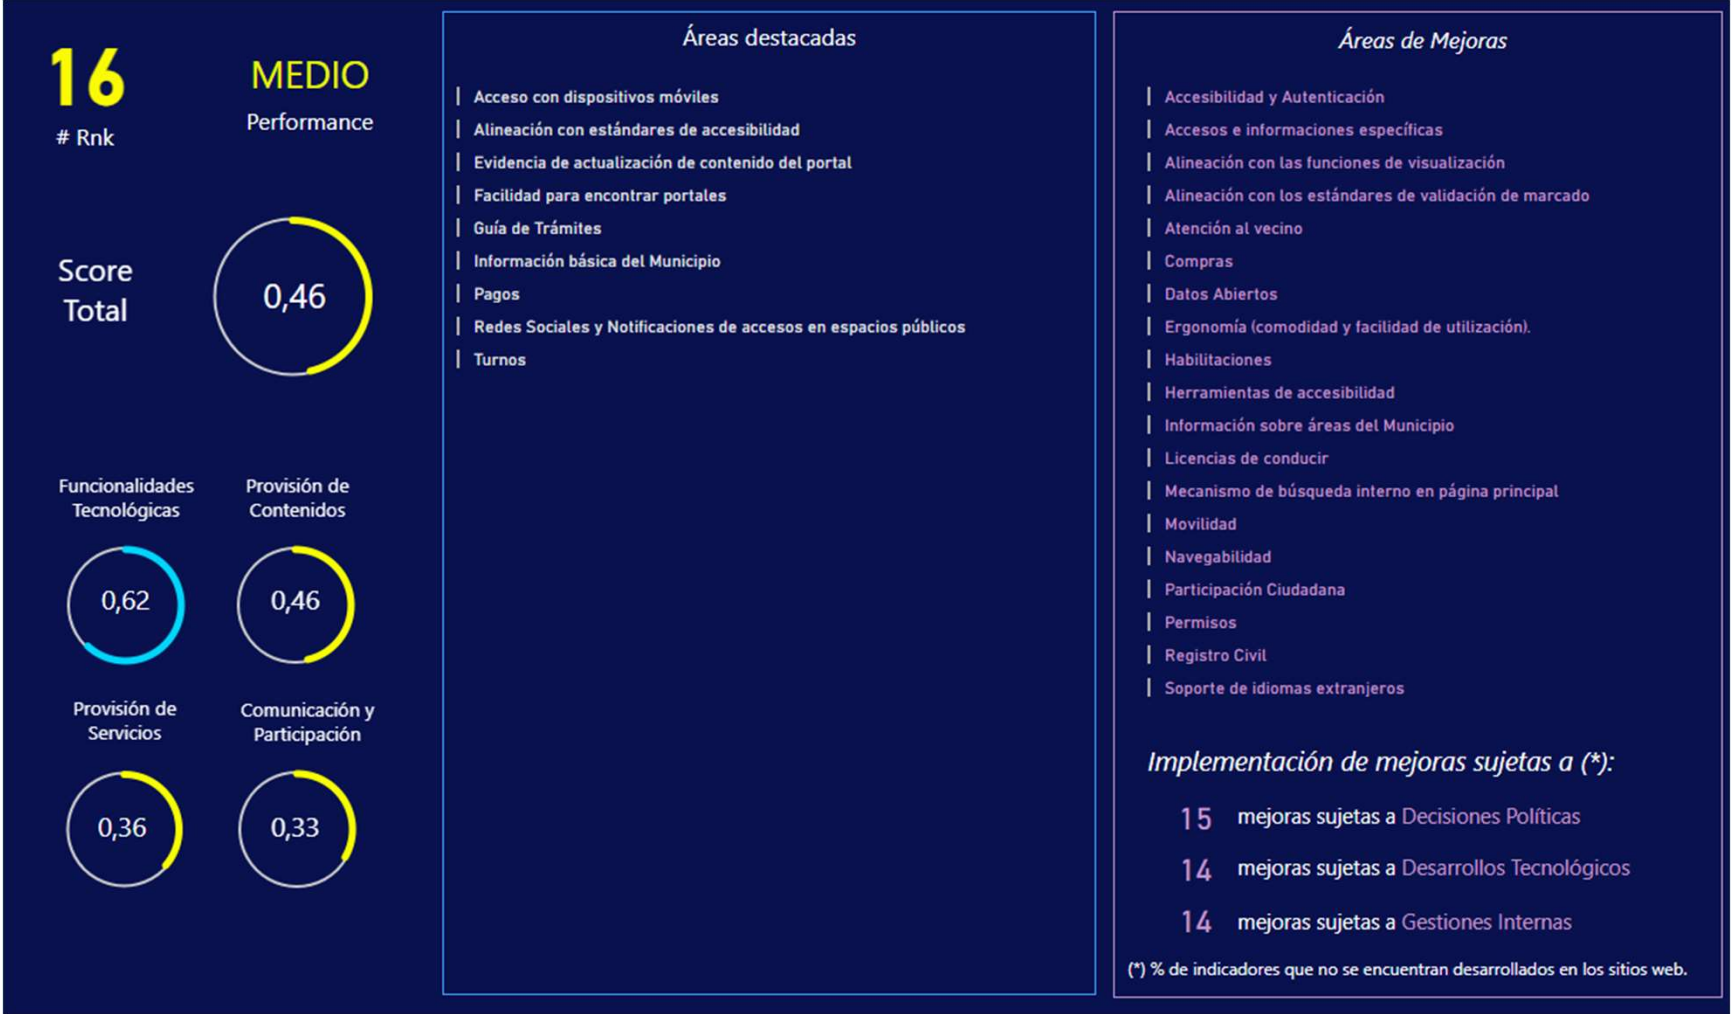 16
# Rnk
MEDIO
Performance
Score
Total
0,46
Funcionalidades
Tecnológicas
0,62
Provisión de
Contenidos
0,46
Provisión de
Servicios
0,36
Comunicación y
Participación
0,33
Áreas destacadas
Acceso con dispositivos móviles
Alineación con estándares de accesibilidad
Evidencia de actualización de contenido del portal
Facilidad para encontrar portales
Guía de Trámites
Información básica del Municipio
Pagos
Redes Sociales y Notificaciones de accesos en espacios públicos
Turnos
Áreas de Mejoras
Accesibilidad y Autenticación
Accesos e informaciones específicas
Alineación con las funciones de visualización
Alineación con los estándares de validación de marcado
Atención al vecino
Compras
Datos Abiertos
Ergonomía (comodidad y facilidad de utilización).
Habilitaciones
Herramientas de accesibilidad
Información sobre áreas del Municipio
Licencias de conducir
Mecanismo de búsqueda interno en página principal
Movilidad
Navegabilidad
Participación Ciudadana
Permisos
Registro Civil
Soporte de idiomas extranjeros
Implementación de mejoras sujetas a (*):
15 mejoras sujetas a Decisiones Políticas
14 mejoras sujetas a Desarrollos Tecnológicos
14 mejoras sujetas a Gestiones Internas
(*) % de indicadores que no se encuentran desarrollados en los sitios web.